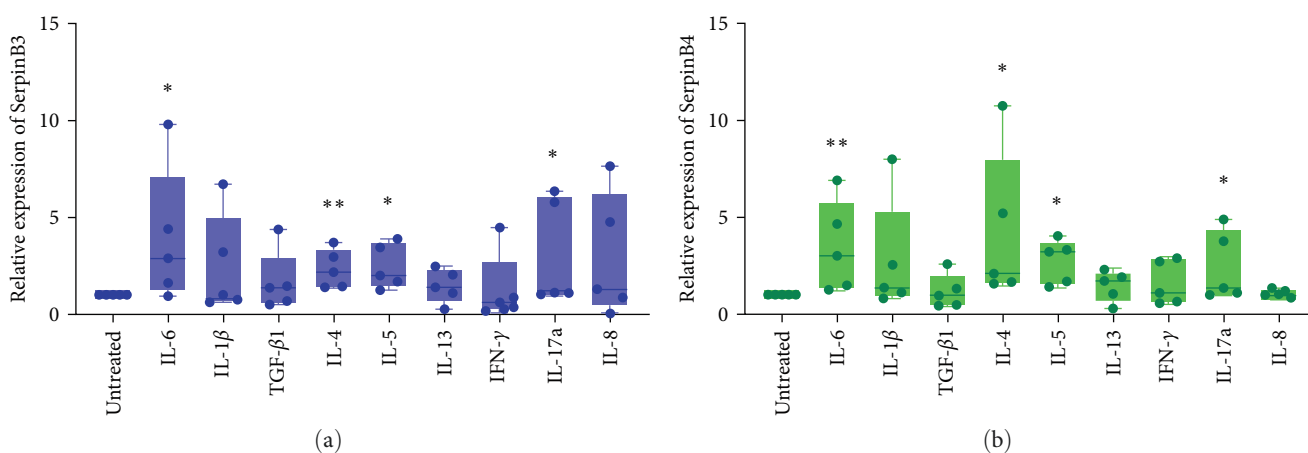 Relative expression of SerpinB3
15
10
5
0
*
**
*
*
Untreated
IL-6
IL-1β
TGF-β1
IL-4
IL-5
IL-13
IFN-γ
IL-17a
IL-8
(a)
Relative expression of SerpinB4
15
10
5
0
**
*
*
*
Untreated
IL-6
IL-1β
TGF-β1
IL-4
IL-5
IL-13
IFN-γ
IL-17a
IL-8
(b)